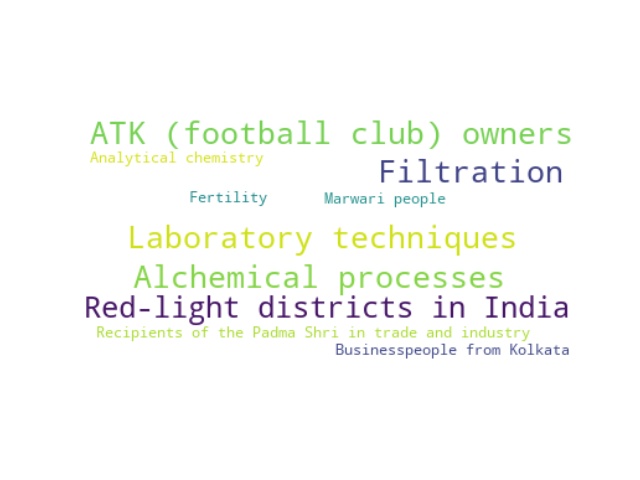 ATK (football club) owners
Analytical chemistry
Filtration
Fertility
Marwari people
Laboratory techniques
Alchemical processes
Red-light districts in India
Recipients of the Padma Shri in trade and industry
Businesspeople from Kolkata